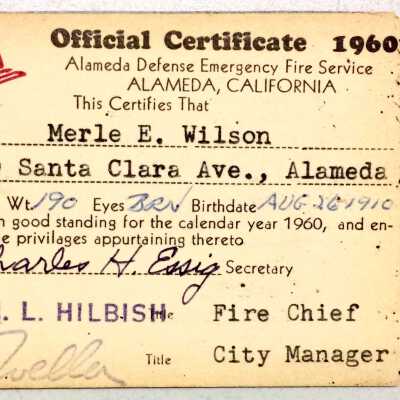 Official Certificate 1960
Alameda Defense Emergency Fire Service
ALAMEDA, CALIFORNIA
This Certifies That
Merle E. Wilson
Santa Clara Ave., Alameda
Wt. 190 Eyes BRN Birthdate AUG 26 1910
good standing for the calendar year 1960, and en-
privilages appurtaining thereto
Charles H. Essig Secretary
L. HILBISH Fire Chief
Title City Manager